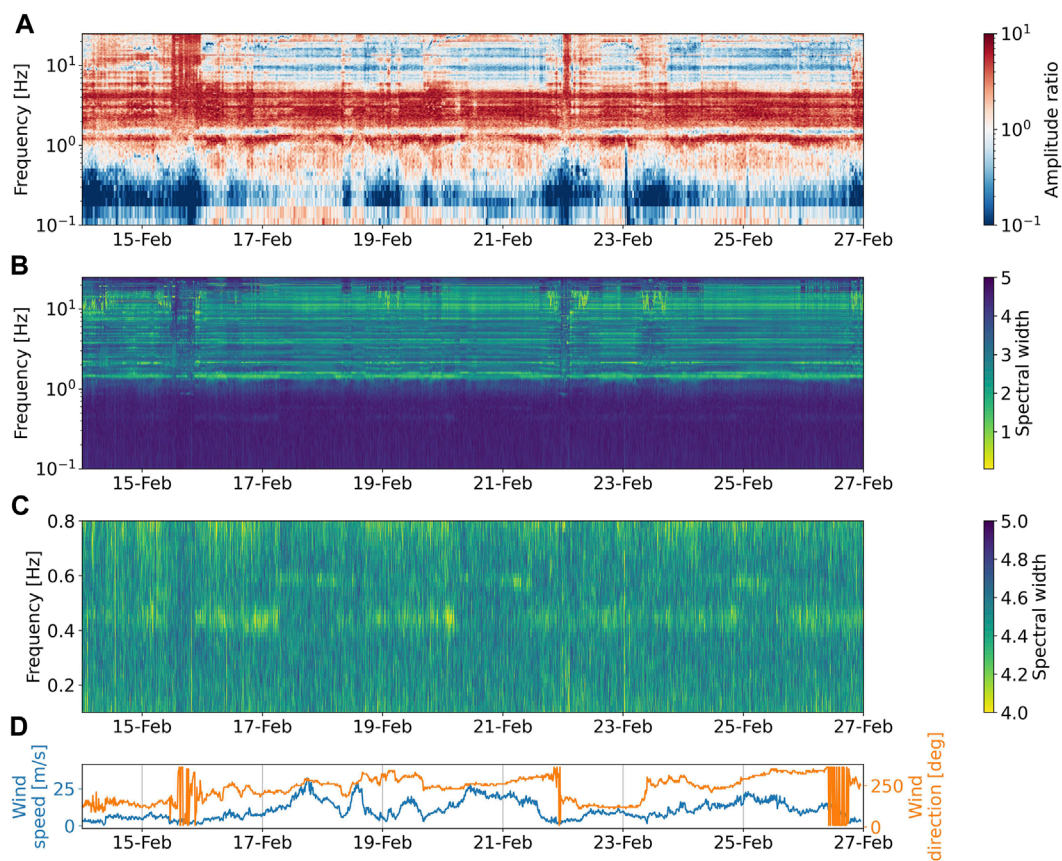 A
Frequency [Hz]
10¹
10⁰
10⁻¹
15-Feb 17-Feb 19-Feb 21-Feb 23-Feb 25-Feb 27-Feb
10¹
10⁰
10⁻¹
Amplitude ratio
B
Frequency [Hz]
10¹
10⁰
10⁻¹
15-Feb 17-Feb 19-Feb 21-Feb 23-Feb 25-Feb 27-Feb
5
4
3
2
1
Spectral width
C
Frequency [Hz]
0.8
0.6
0.4
0.2
15-Feb 17-Feb 19-Feb 21-Feb 23-Feb 25-Feb 27-Feb
5.0
4.8
4.6
4.4
4.2
4.0
Spectral width
D
Wind
speed [m/s]
25
0
15-Feb 17-Feb 19-Feb 21-Feb 23-Feb 25-Feb 27-Feb
250
0
Wind
direction [deg]